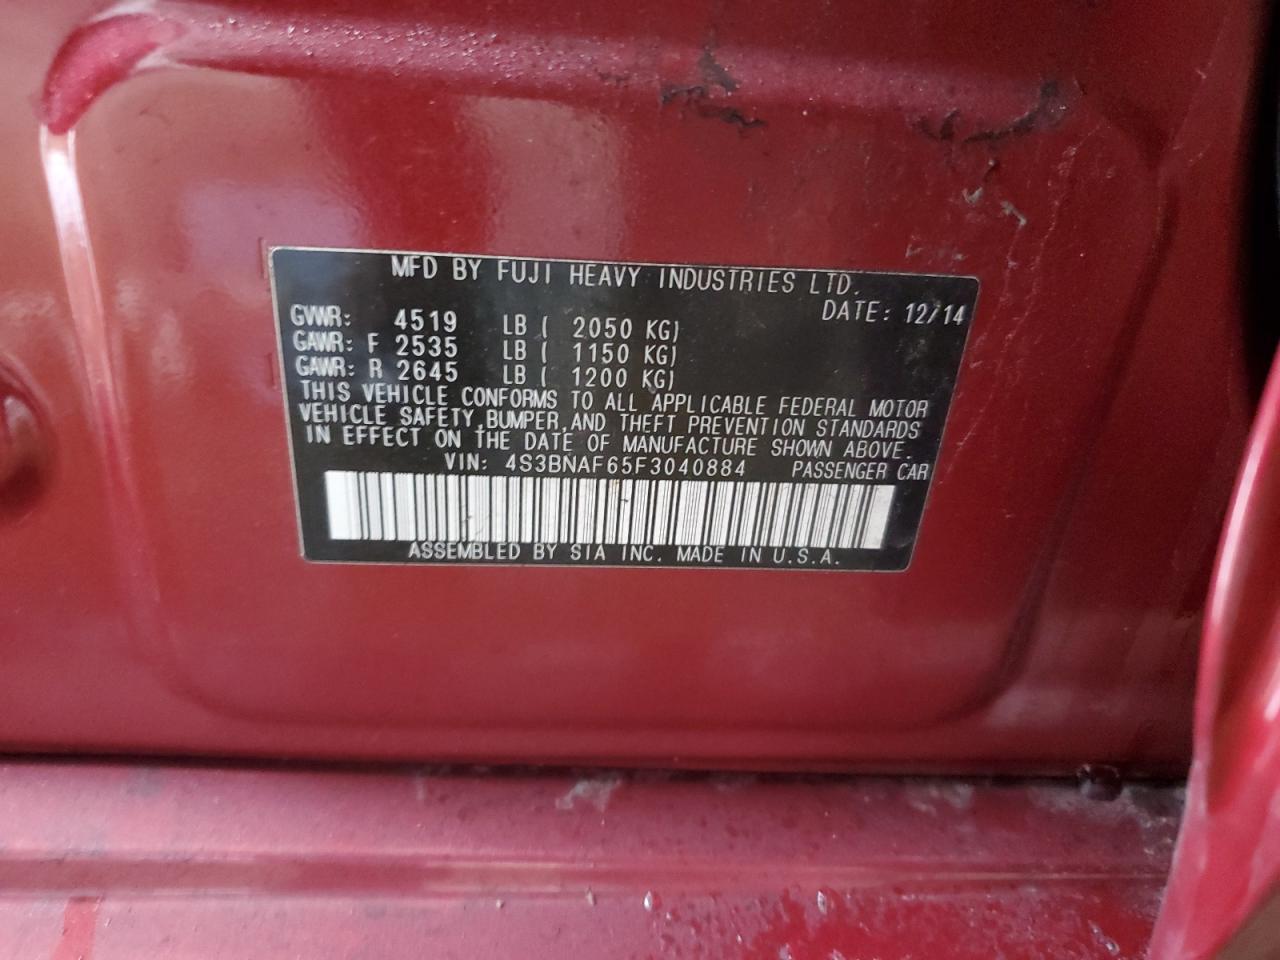 MFD BY FUJI HEAVY INDUSTRIES LTD.
DATE: 12/14
GVWR: 4519 LB ( 2050 KG)
GAWR: F 2535 LB ( 1150 KG)
GAWR: R 2645 LB ( 1200 KG)
THIS VEHICLE CONFORMS TO ALL APPLICABLE FEDERAL MOTOR
VEHICLE SAFETY,BUMPER,AND THEFT PREVENTION STANDARDS
IN EFFECT ON THE DATE OF MANUFACTURE SHOWN ABOVE.
VIN: 4S3BNAF65F3040884 PASSENGER CAR
ASSEMBLED BY SIA INC. MADE IN U.S.A.